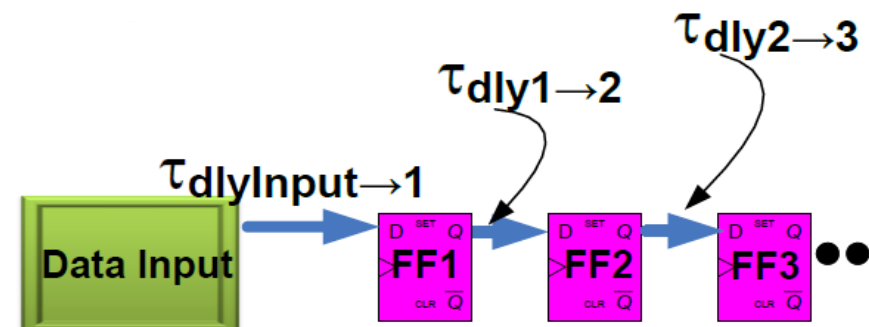 τdly2→3
τdly1→2
τdlyInput→1
Data Input
D SET Q
FF1
CLR Q̅
D SET Q
FF2
CLR Q̅
D SET Q
FF3
CLR Q̅